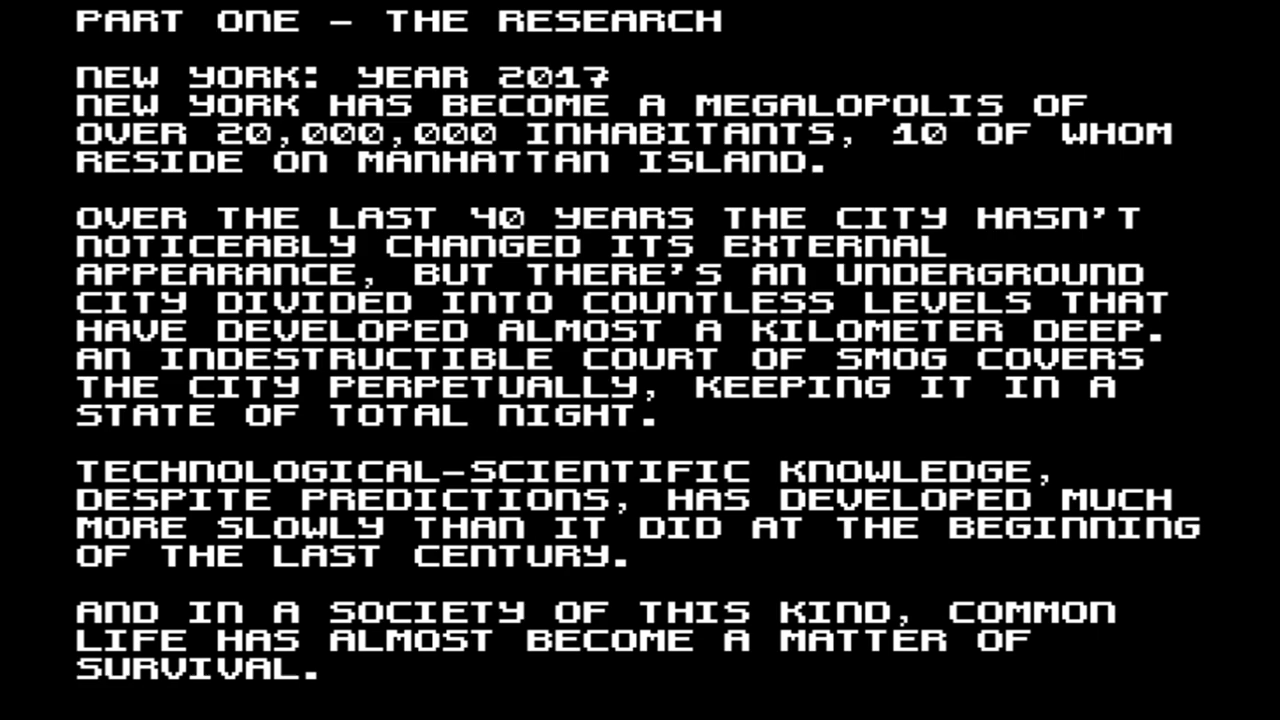 PART ONE - THE RESEARCH
NEW YORK: YEAR 2017
NEW YORK HAS BECOME A MEGALOPOLIS OF
OVER 20,000,000 INHABITANTS, 10 OF WHOM
RESIDE ON MANHATTAN ISLAND.
OVER THE LAST 40 YEARS THE CITY HASN'T
NOTICEABLY CHANGED ITS EXTERNAL
APPEARANCE, BUT THERE'S AN UNDERGROUND
CITY DIVIDED INTO COUNTLESS LEVELS THAT
HAVE DEVELOPED ALMOST A KILOMETER DEEP.
AN INDESTRUCTIBLE COURT OF SMOG COVERS
THE CITY PERPETUALLY, KEEPING IT IN A
STATE OF TOTAL NIGHT.
TECHNOLOGICAL-SCIENTIFIC KNOWLEDGE,
DESPITE PREDICTIONS, HAS DEVELOPED MUCH
MORE SLOWLY THAN IT DID AT THE BEGINNING
OF THE LAST CENTURY.
AND IN A SOCIETY OF THIS KIND, COMMON
LIFE HAS ALMOST BECOME A MATTER OF
SURVIVAL.